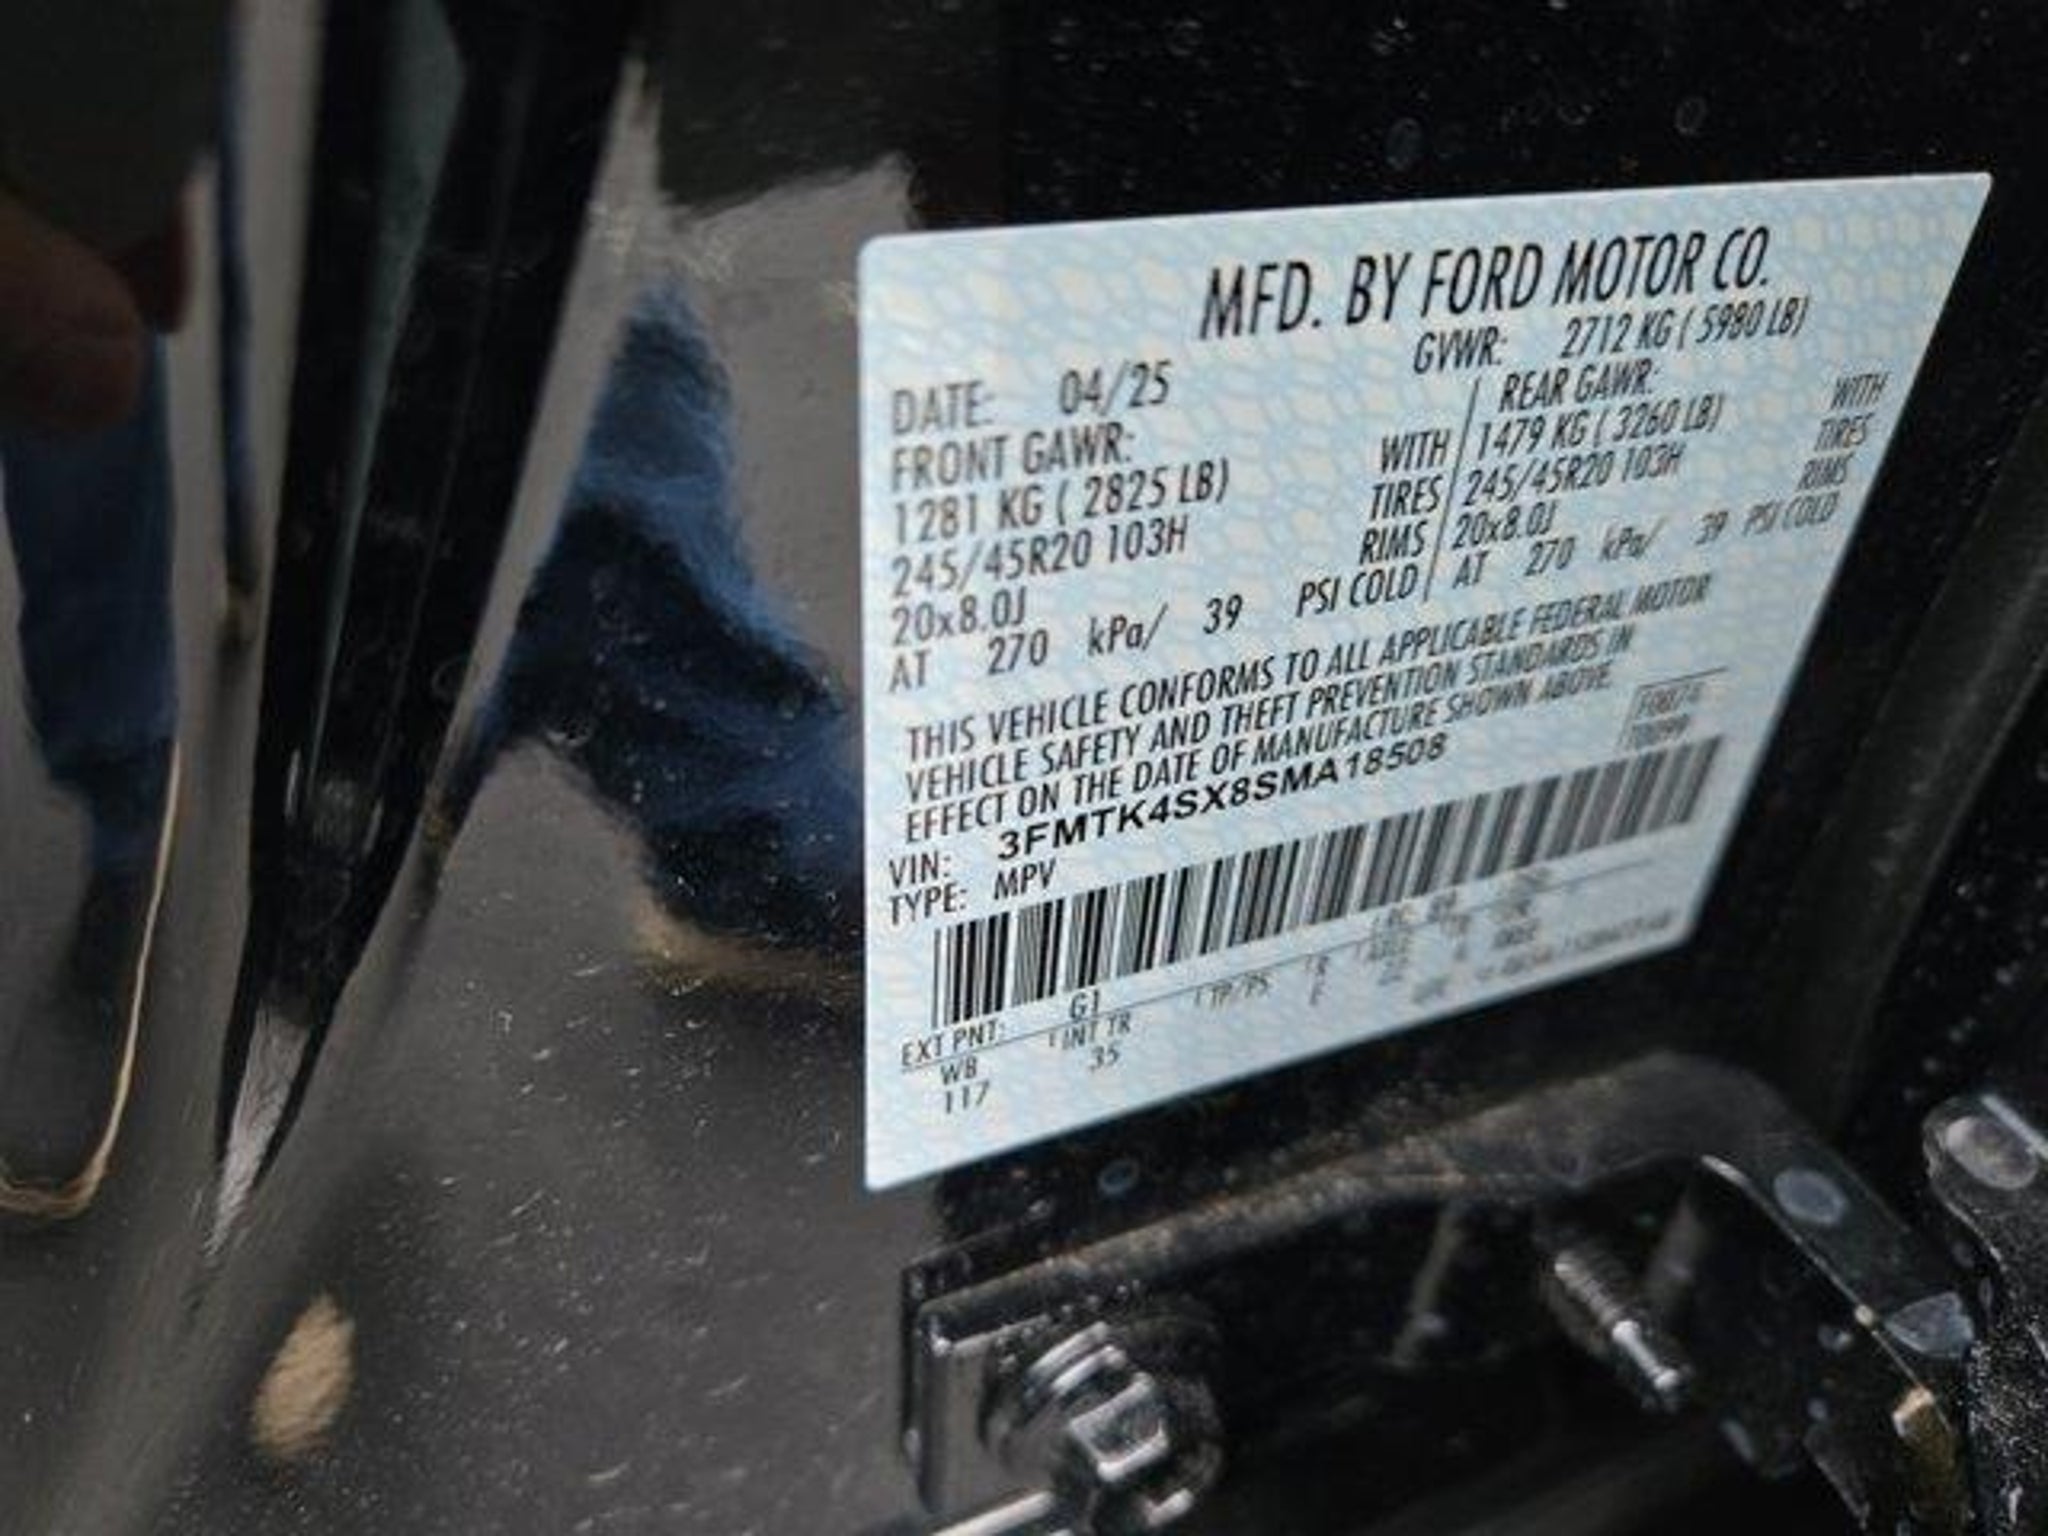 MFD. BY FORD MOTOR CO.
DATE: 04/25
GVWR: 2712 KG ( 5980 LB)
FRONT GAWR:
1281 KG ( 2825 LB) WITH
245/45R20 103H TIRES
20x8.0J RIMS
AT 270 kPa/ 39 PSI COLD
REAR GAWR:
1479 KG ( 3260 LB) WITH
245/45R20 103H TIRES
20x8.0J RIMS
AT 270 kPa/ 39 PSI COLD
THIS VEHICLE CONFORMS TO ALL APPLICABLE FEDERAL MOTOR
VEHICLE SAFETY AND THEFT PREVENTION STANDARDS IN
EFFECT ON THE DATE OF MANUFACTURE SHOWN ABOVE.
VIN: 3FMTK4SX8SMA18508
TYPE: MPV
EXT PNT: G1
WB INT TR TP/PS R
117 35 E